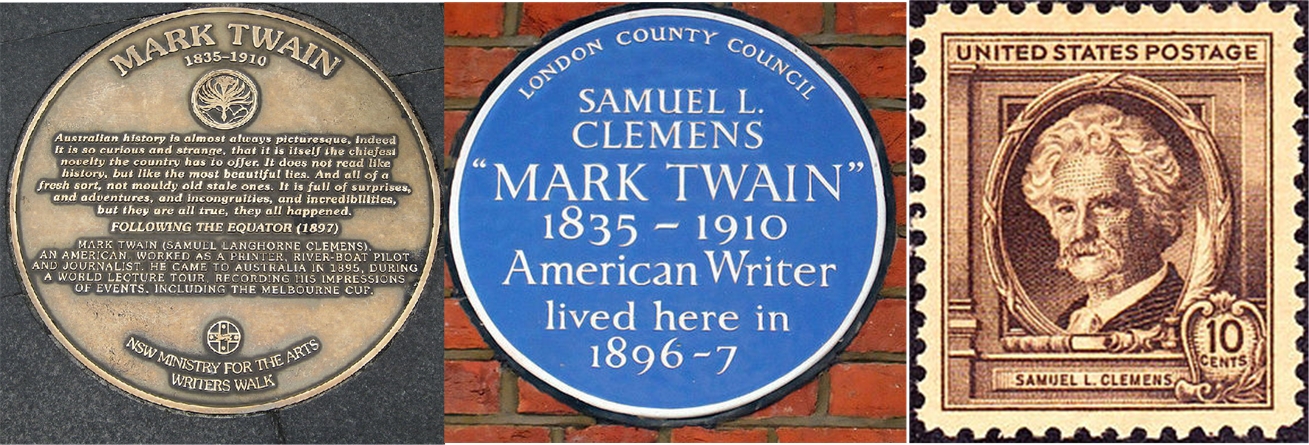 MARK TWAIN
1835-1910
Australian history is almost always picturesque, indeed
It is so curious and strange, that it is itself the chiefest
novelty the country has to offer. It does not read like
history, but like the most beautiful lies. And all of a
fresh sort, not mouldy old stale ones. It is full of surprises,
and adventures, and incongruities, and incredibilities,
but they are all true, they all happened.
FOLLOWING THE EQUATOR (1897)
MARK TWAIN (SAMUEL LANGHORNE CLEMENS),
AN AMERICAN, WORKED AS A PRINTER, RIVER-BOAT PILOT
AND JOURNALIST. HE CAME TO AUSTRALIA IN 1895, DURING
A WORLD LECTURE TOUR, RECORDING HIS IMPRESSIONS
OF EVENTS, INCLUDING THE MELBOURNE CUP.
NSW MINISTRY FOR THE ARTS
WRITERS WALK
LONDON COUNTY COUNCIL
SAMUEL L.
CLEMENS
“MARK TWAIN”
1835 – 1910
American Writer
lived here in
1896-7
UNITED STATES POSTAGE
10
CENTS
SAMUEL L. CLEMENS